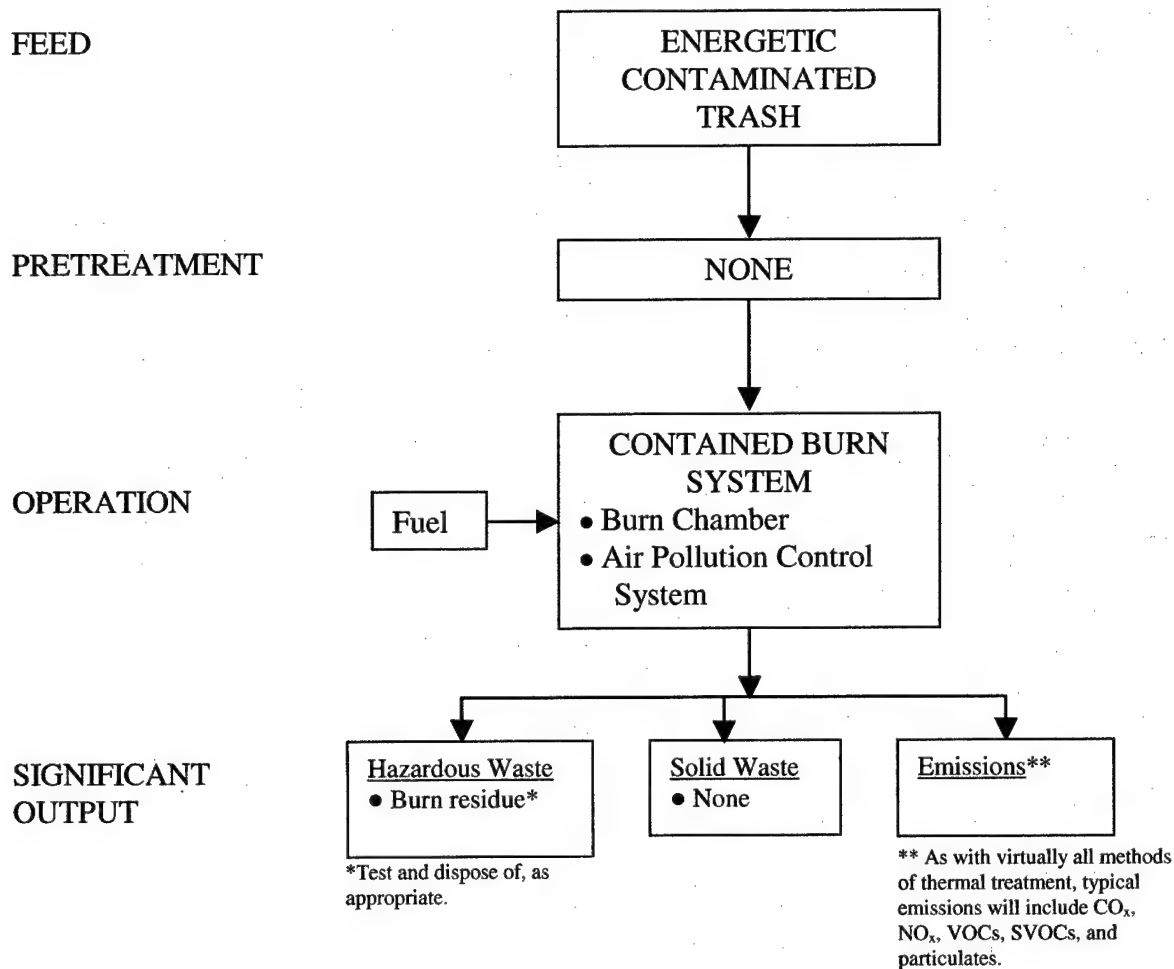 FEED
ENERGETIC
CONTAMINATED
TRASH
PRETREATMENT
NONE
OPERATION
Fuel
CONTAINED BURN
SYSTEM
• Burn Chamber
• Air Pollution Control
System
SIGNIFICANT
OUTPUT
Hazardous Waste
• Burn residue*
*Test and dispose of, as
appropriate.
Solid Waste
• None
Emissions**
** As with virtually all methods
of thermal treatment, typical
emissions will include COₓ,
NOₓ, VOCs, SVOCs, and
particulates.